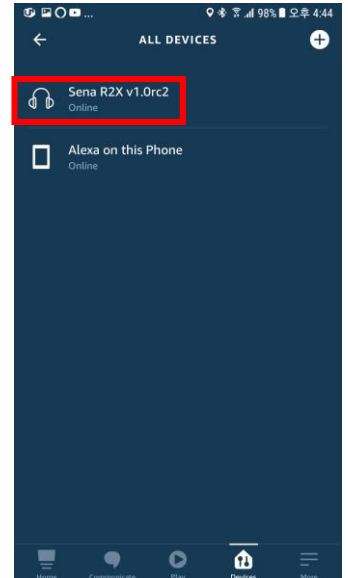 ... 98% 오후 4:44
ALL DEVICES
Sena R2X v1.0rc2
Online
Alexa on this Phone
Online
Home Communicate Play Devices More